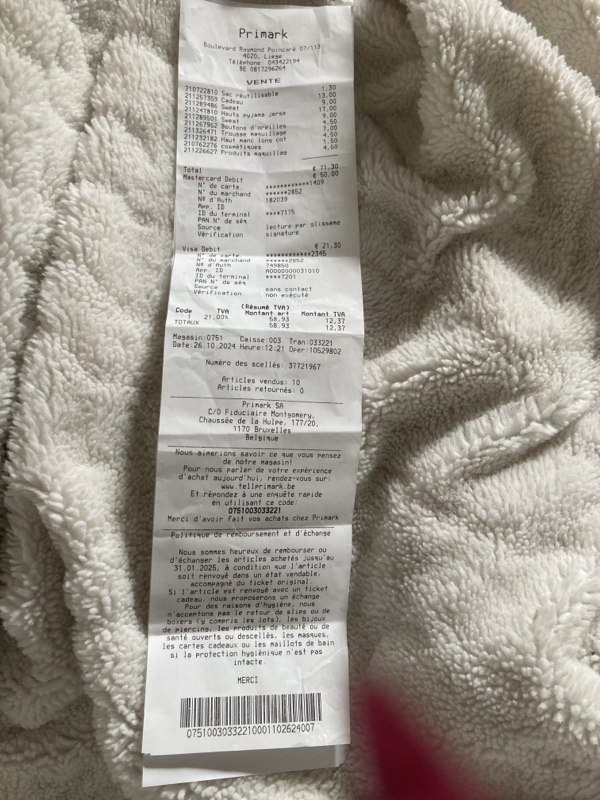 Primark
Boulevard Raymond Poincaré 07/113
4020, Liege
Téléphone: 043422194
BE 0817296264
VENTE
210722810 Sac réutilisable 1.30
211257359 Cadeau 13.00
211289486 Sweat 9.00
211247810 Hauts pyjama jerse 17.00
211289501 Sweat 9.00
211267962 Boutons d'oreilles 4.50
211326471 Trousse maquillage 7.00
211232182 Haut manc long cot 4.50
210762276 cosmétiques 1.50
211226627 Produits maquilles 4.50
Total € 71.30
Mastercard Debit € 50.00
N° de carte ************1409
N° du marchand ******2852
Nº d'Auth 182039
App. ID
ID du terminal ****7175
PAN N° de séq
Source lecture par glisseme
Vérification signature
Visa Debit € 21.30
N° de carte ************2345
N° du marchand ******2852
Nº d'Auth 749850
App. ID A0000000031010
ID du terminal ****7201
PAN N° de séq
Source sans contact
Vérification non exécuté
(Résumé TVA)
Code TVA Montant art Montant TVA
1 21.00% 58.93 12.37
TOTAUX 58.93 12.37
Magasin:0751 Caisse:003 Tran:033221
Date:26.10.2024 Heure:12:21 Oper:10529802
Numéro des scellés: 37721967
Articles vendus: 10
Articles retournés: 0
Primark SA
C/O Fiduciaire Montgomery,
Chaussée de la Hulpe, 177/20,
1170 Bruxelles
Belgique
Nous aimerions savoir ce que vous pensez
de notre magasin!
Pour nous parler de votre expérience
d'achat aujourd'hui, rendez-vous sur:
www.tellprimark.be
Et répondez à une enquête rapide
en utilisant ce code:
0751003033221
Merci d'avoir fait vos achats chez Primark
Politique de remboursement et d'échange
Nous sommes heureux de rembourser ou
d'échanger les articles achetés jusqu'au
31.01.2025, à condition que l'article
soit renvoyé dans un état vendable,
accompagné du ticket original.
Si l'article est renvoyé avec un ticket
cadeau, nous proposerons un échange
Pour des raisons d'hygiène, nous
n'acceptons pas le retour de slips ou de
boxers (y compris les lots), les bijoux
de piercins, les produits de beauté ou de
santé ouverts ou descellés, les masques,
les cartes cadeaux ou les maillots de bain
si la protection hygiénique n'est pas
intacte.
MERCI
07510030332210001102624007